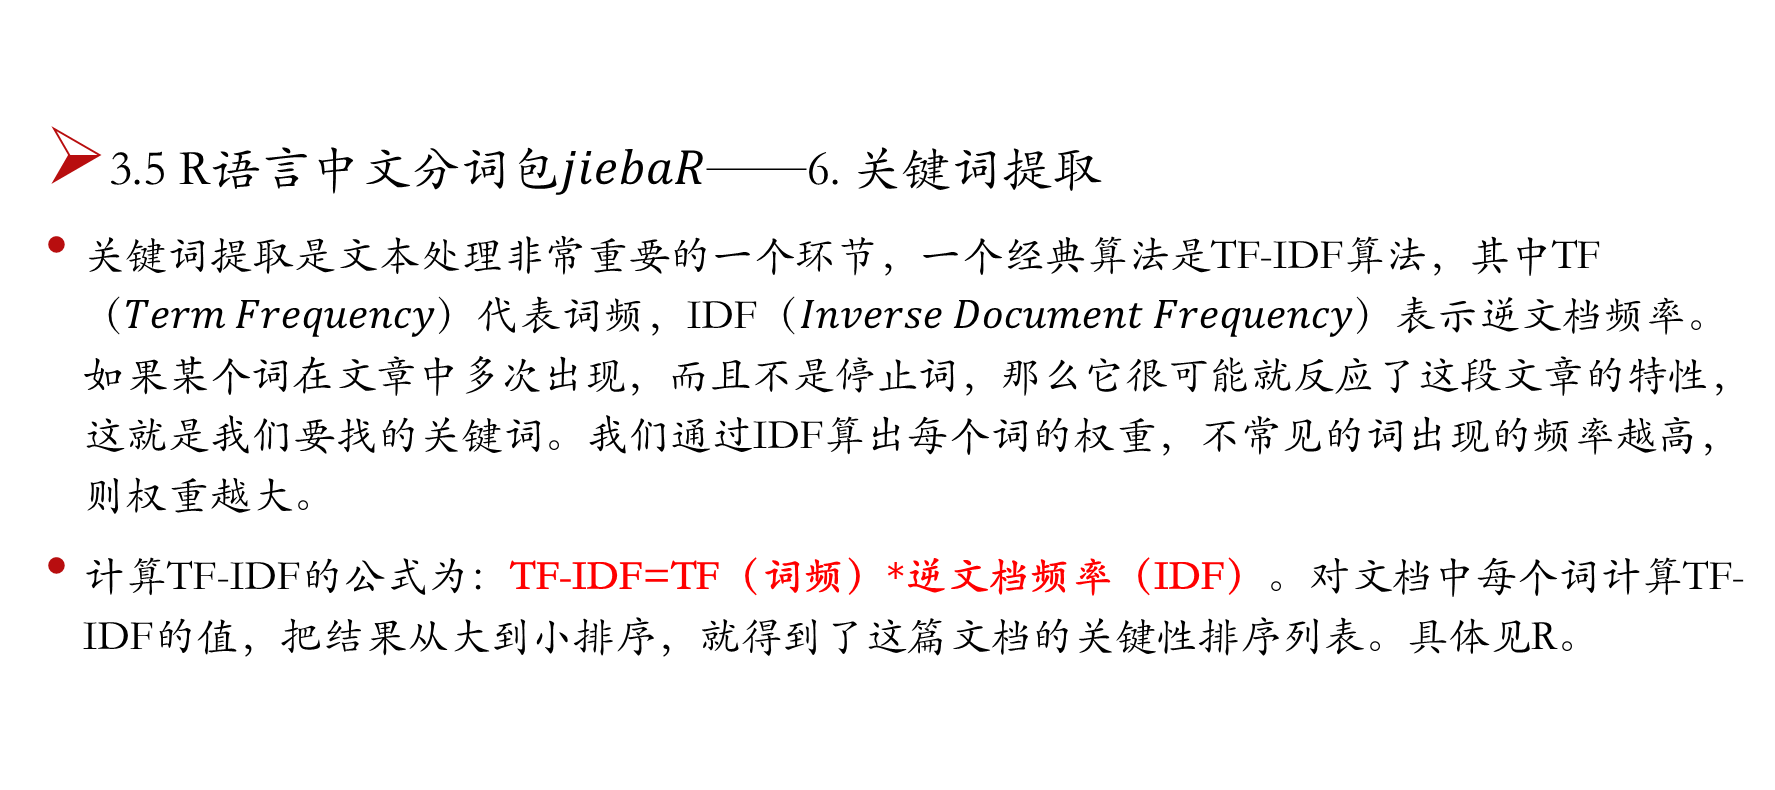 3.5 R语言中文分词包jiebaR——6. 关键词提取
关键词提取是文本处理非常重要的一个环节，一个经典算法是TF-IDF算法，其中TF
（Term Frequency）代表词频，IDF（Inverse Document Frequency）表示逆文档频率。
如果某个词在文章中多次出现，而且不是停止词，那么它很可能就反应了这段文章的特性，
这就是我们要找的关键词。我们通过IDF算出每个词的权重，不常见的词出现的频率越高，
则权重越大。
计算TF-IDF的公式为：TF-IDF=TF（词频）*逆文档频率（IDF）。对文档中每个词计算TF-
IDF的值，把结果从大到小排序，就得到了这篇文档的关键性排序列表。具体见R。